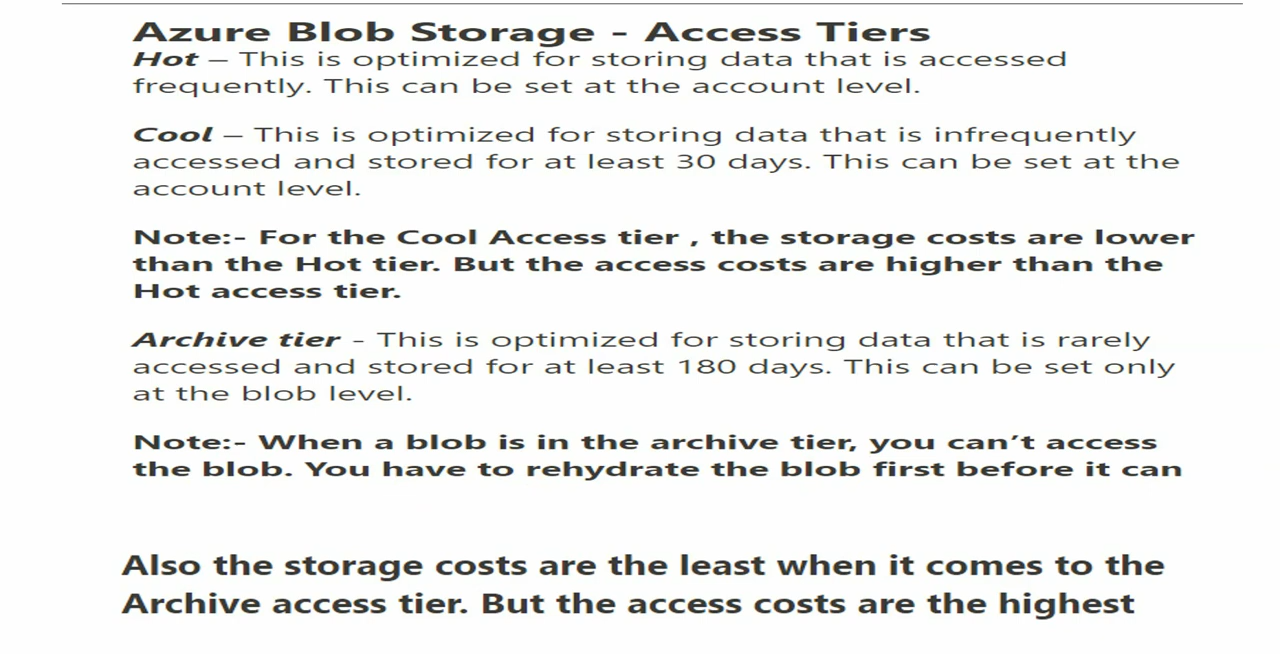 Azure Blob Storage - Access Tiers
Hot – This is optimized for storing data that is accessed
frequently. This can be set at the account level.
Cool – This is optimized for storing data that is infrequently
accessed and stored for at least 30 days. This can be set at the
account level.
Note:- For the Cool Access tier , the storage costs are lower
than the Hot tier. But the access costs are higher than the
Hot access tier.
Archive tier - This is optimized for storing data that is rarely
accessed and stored for at least 180 days. This can be set only
at the blob level.
Note:- When a blob is in the archive tier, you can’t access
the blob. You have to rehydrate the blob first before it can
Also the storage costs are the least when it comes to the
Archive access tier. But the access costs are the highest